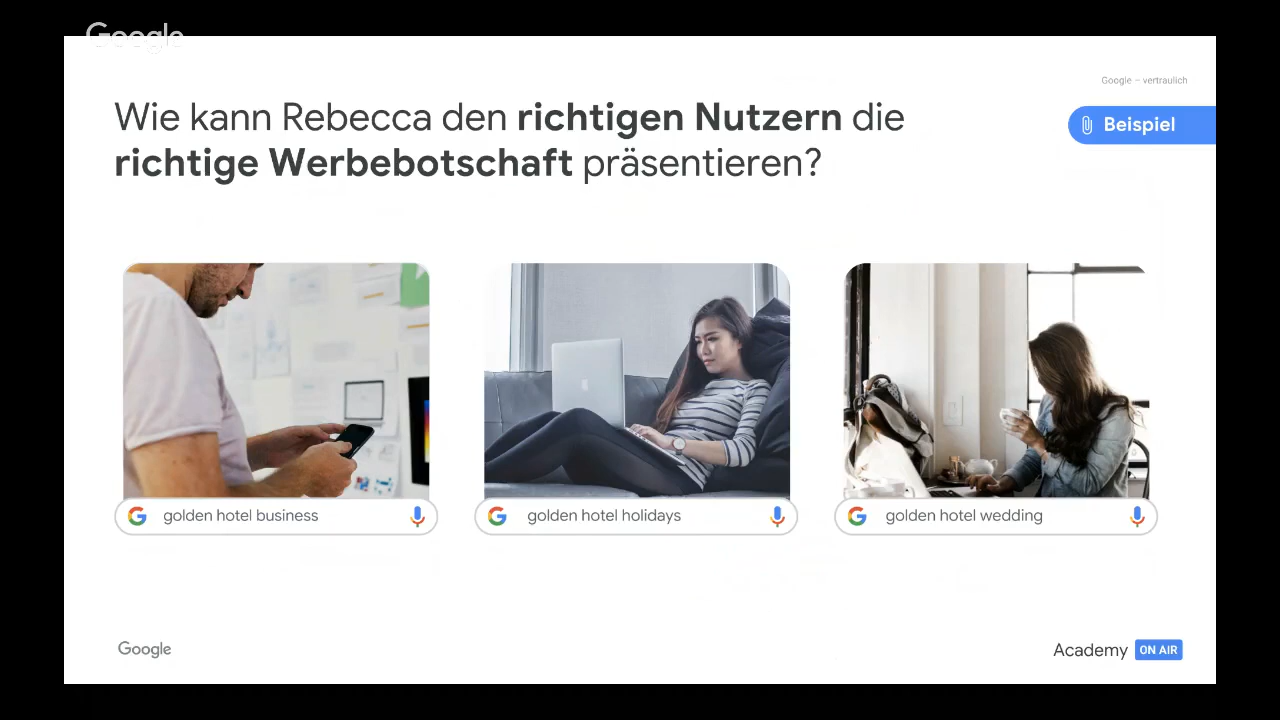 Google
Google – vertraulich
Wie kann Rebecca den richtigen Nutzern die
richtige Werbebotschaft präsentieren?
Beispiel
golden hotel business
golden hotel holidays
golden hotel wedding
Google
Academy ON AIR